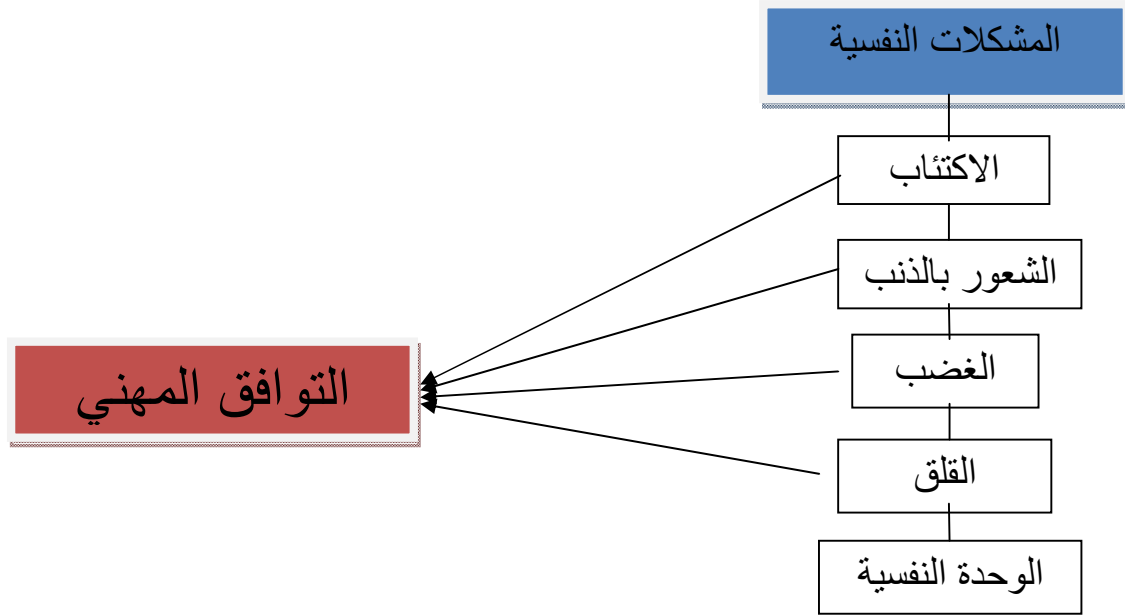 المشكلات النفسية
الاكتئاب
الشعور بالذنب
الغضب
التوافق المهني
القلق
الوحدة النفسية